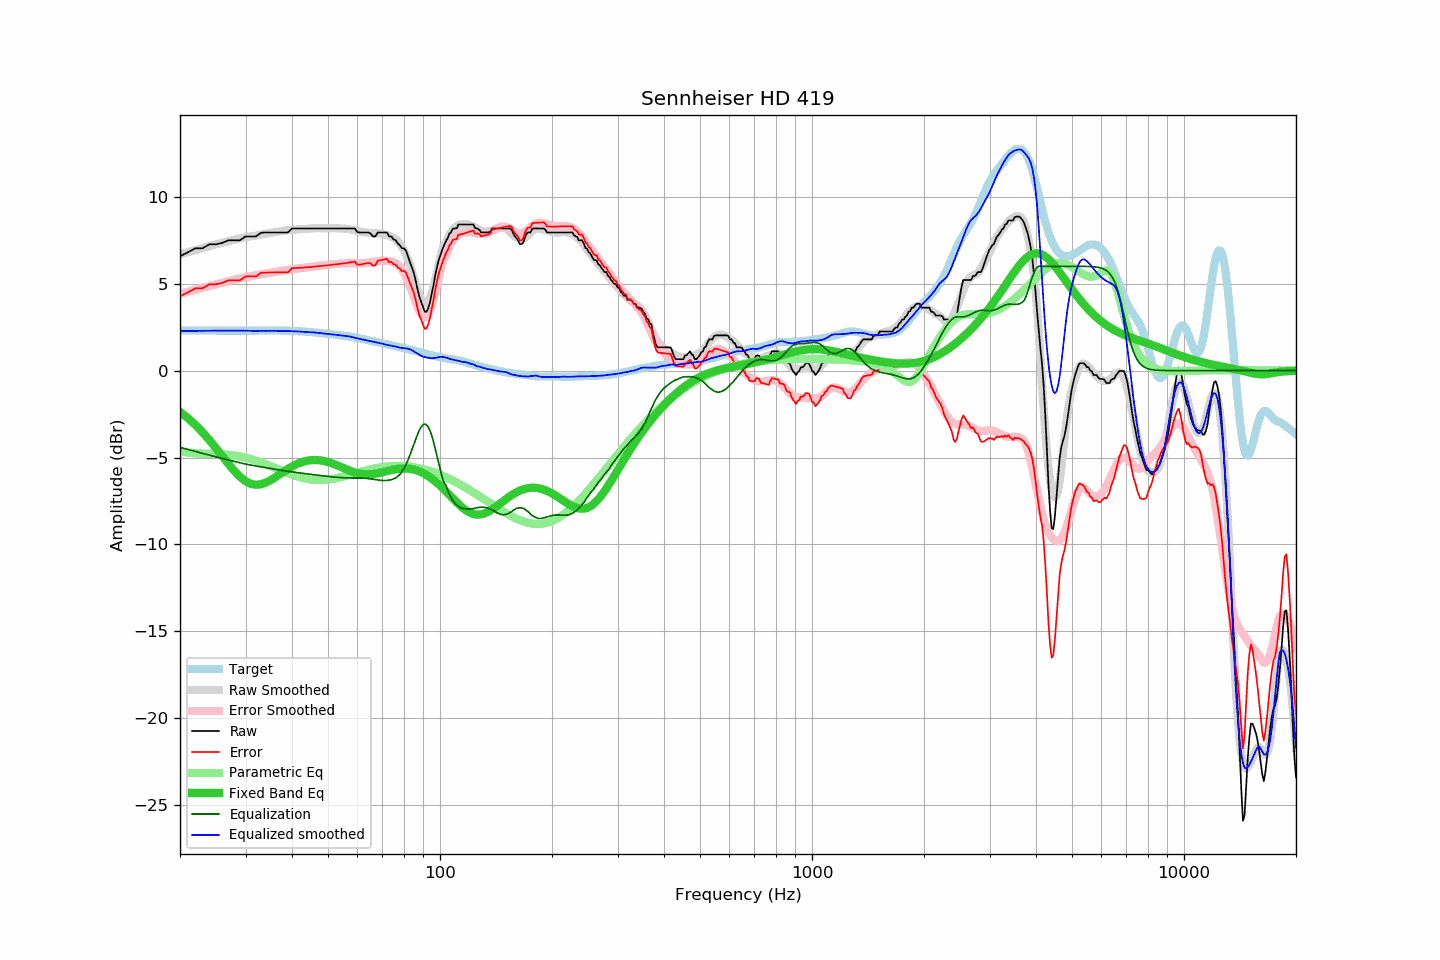 Sennheiser HD 419
Amplitude (dBr)
10
5
0
−5
−10
−15
−20
−25
Target
Raw Smoothed
Error Smoothed
Raw
Error
Parametric Eq
Fixed Band Eq
Equalization
Equalized smoothed
100
1000
10000
Frequency (Hz)